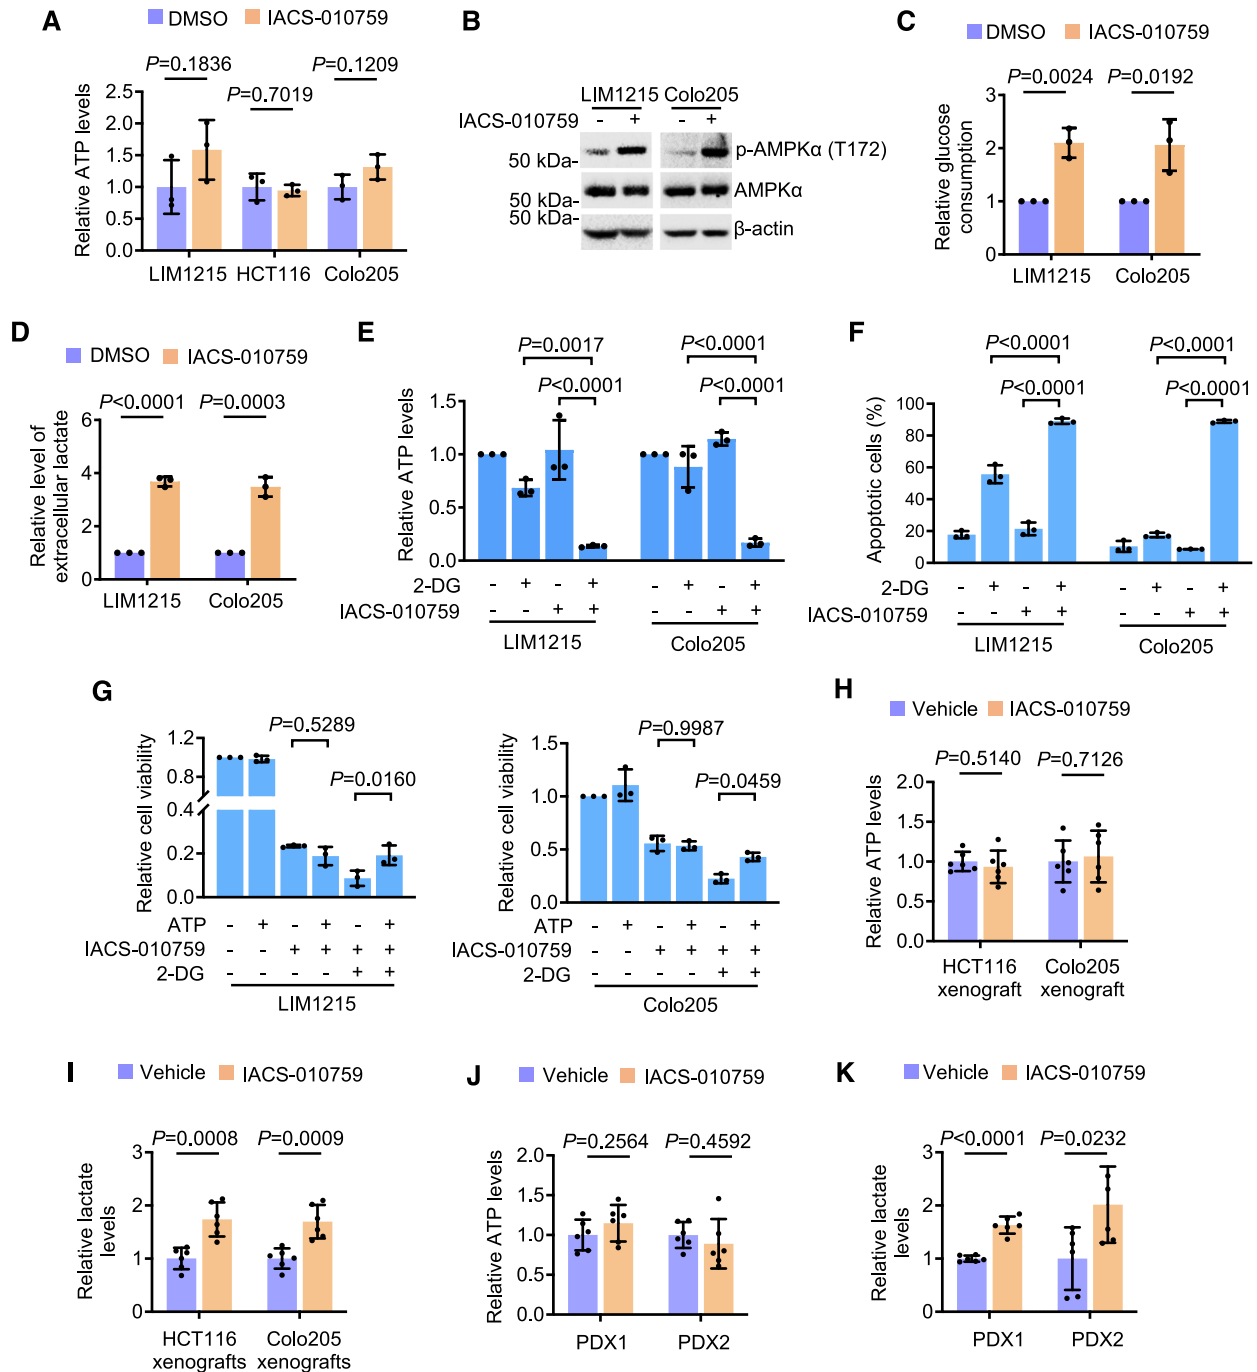 A
DMSO IACS-010759
P=0.1836
P=0.7019
P=0.1209
Relative ATP levels
2.5
2.0
1.5
1.0
0.5
0.0
LIM1215 HCT116 Colo205
B
LIM1215 Colo205
IACS-010759 - + - +
50 kDa- p-AMPKα (T172)
50 kDa- AMPKα
50 kDa- β-actin
C
DMSO IACS-010759
P=0.0024 P=0.0192
Relative glucose
consumption
3
2
1
0
LIM1215 Colo205
D
DMSO IACS-010759
P<0.0001 P=0.0003
Relative level of
extracellular lactate
6
4
2
0
LIM1215 Colo205
E
P=0.0017 P<0.0001
P<0.0001 P<0.0001
Relative ATP levels
1.5
1.0
0.5
0.0
2-DG - + - + - + - +
IACS-010759 - - + + - - + +
LIM1215 Colo205
F
P<0.0001 P<0.0001
P<0.0001 P<0.0001
Apoptotic cells (%)
100
80
60
40
20
0
2-DG - + - + - + - +
IACS-010759 - - + + - - + +
LIM1215 Colo205
G
P=0.5289
P=0.0160
Relative cell viability
1.2
1.0
0.8
0.4
0.2
0.0
ATP - + - + - +
IACS-010759 - - + + + +
2-DG - - - - + +
LIM1215
P=0.9987
P=0.0459
Relative cell viability
1.5
1.0
0.5
0.0
ATP - + - + - +
IACS-010759 - - + + + +
2-DG - - - - + +
Colo205
H
Vehicle IACS-010759
P=0.5140 P=0.7126
Relative ATP levels
2.0
1.5
1.0
0.5
0.0
HCT116 Colo205
xenograft xenograft
I
Vehicle IACS-010759
P=0.0008 P=0.0009
Relative lactate
levels
3
2
1
0
HCT116 Colo205
xenografts xenografts
J
Vehicle IACS-010759
P=0.2564 P=0.4592
Relative ATP levels
2.0
1.5
1.0
0.5
0.0
PDX1 PDX2
K
Vehicle IACS-010759
P<0.0001 P=0.0232
Relative lactate
levels
3
2
1
0
PDX1 PDX2